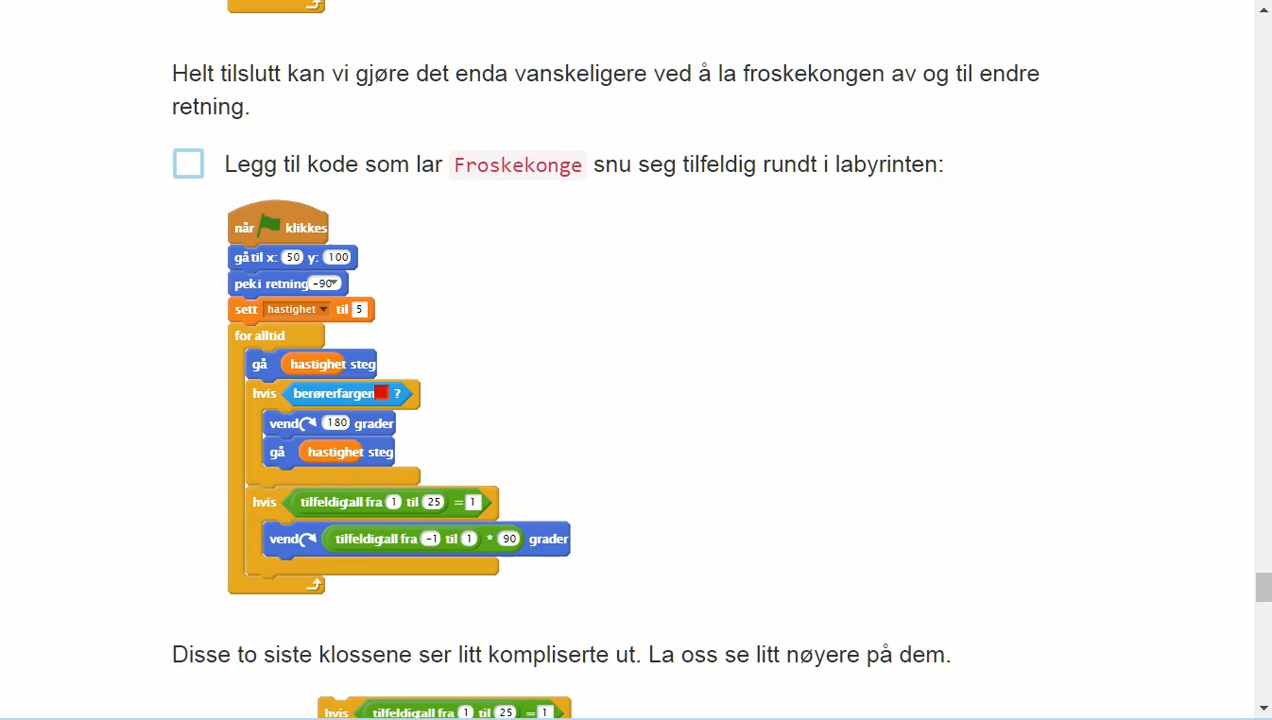 Helt tilslutt kan vi gjøre det enda vanskeligere ved å la froskekongen av og til endre
retning.
Legg til kode som lar Froskekonge snu seg tilfeldig rundt i labyrinten:
når klikkes
gå til x: 50 y: 100
pek i retning -90
sett hastighet til 5
for alltid
gå hastighet steg
hvis berører fargen ?
vend 180 grader
gå hastighet steg
hvis tilfeldig tall fra 1 til 25 = 1
vend tilfeldig tall fra -1 til 1 * 90 grader
Disse to siste klossene ser litt kompliserte ut. La oss se litt nøyere på dem.
hvis tilfeldig tall fra 1 til 25 = 1